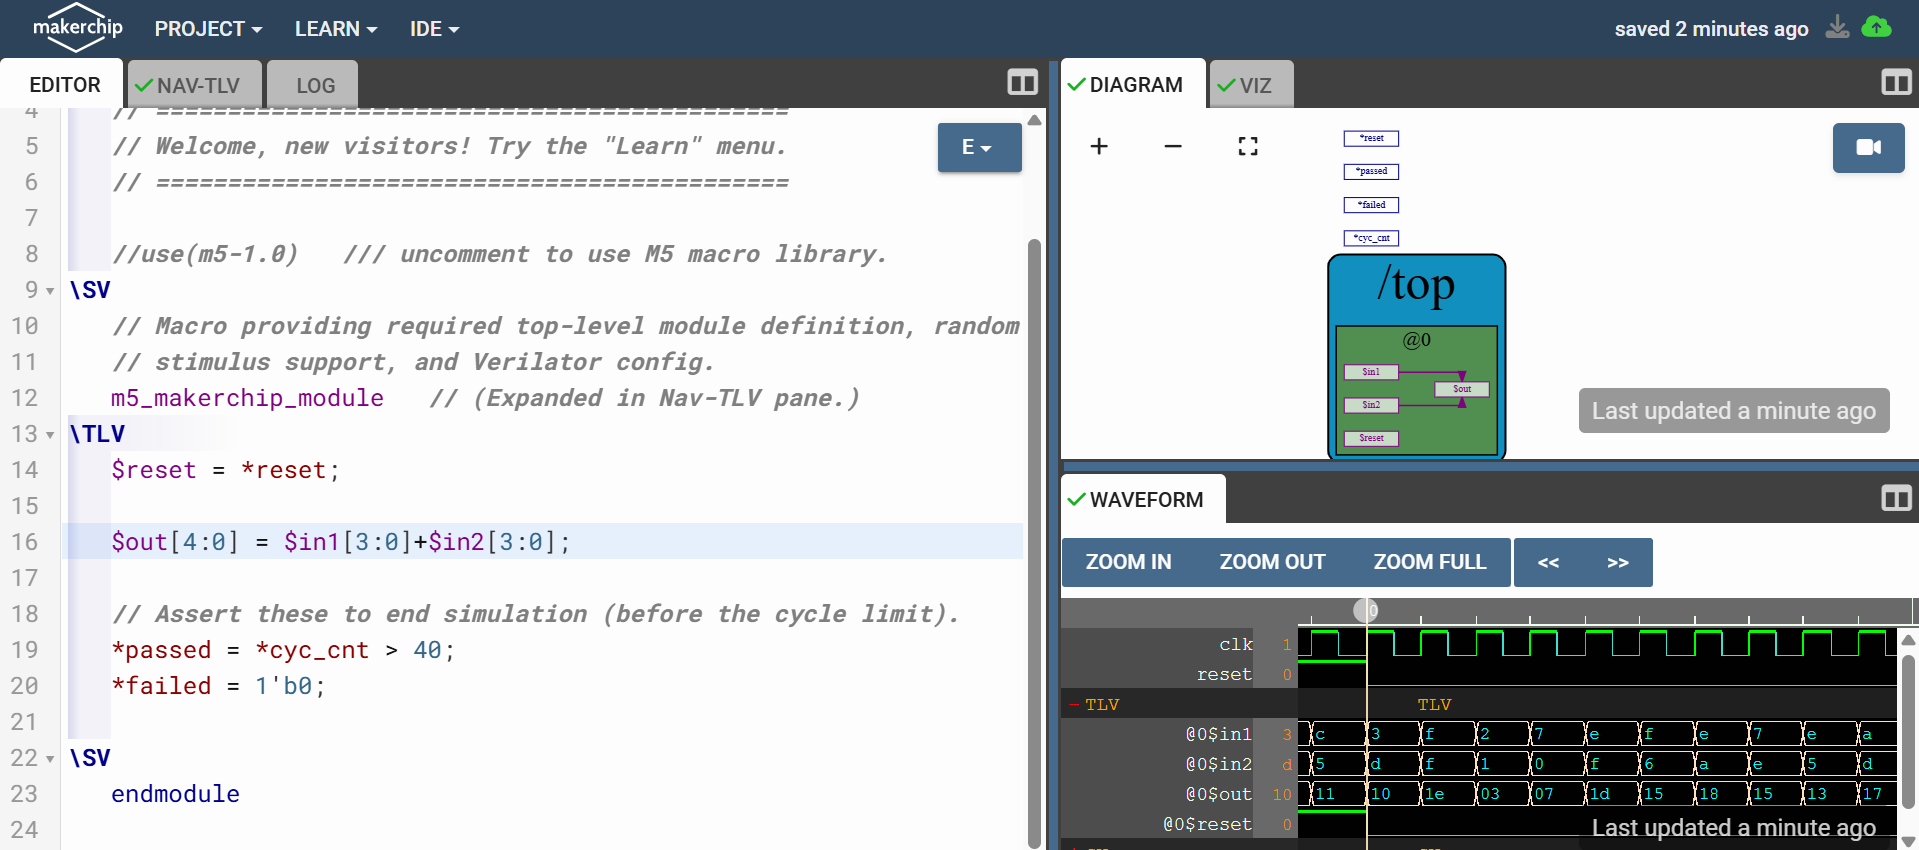 makerchip PROJECT LEARN IDE saved 2 minutes ago
EDITOR NAV-TLV LOG
4 // ============================================
5 // Welcome, new visitors! Try the "Learn" menu.
6 // ============================================
7
8 //use(m5-1.0)   /// uncomment to use M5 macro library.
9 \SV
10 // Macro providing required top-level module definition, random
11 // stimulus support, and Verilator config.
12 m5_makerchip_module   // (Expanded in Nav-TLV pane.)
13 \TLV
14 $reset = *reset;
15
16 $out[4:0] = $in1[3:0]+$in2[3:0];
17
18 // Assert these to end simulation (before the cycle limit).
19 *passed = *cyc_cnt > 40;
20 *failed = 1'b0;
21
22 \SV
23 endmodule
24
E
DIAGRAM VIZ
+ −
*reset
*passed
*failed
*cyc_cnt
/top
@0
$in1
$out
$in2
$reset
Last updated a minute ago
WAVEFORM
ZOOM IN ZOOM OUT ZOOM FULL << >>
0
clk 1
reset 0
− TLV TLV
@0$in1 3 c 3 f 2 7 e f e 7 e a
@0$in2 d 5 d f 1 0 f 6 a e 5 d
@0$out 10 11 10 1e 03 07 1d 15 18 15 13 17
@0$reset 0
Last updated a minute ago